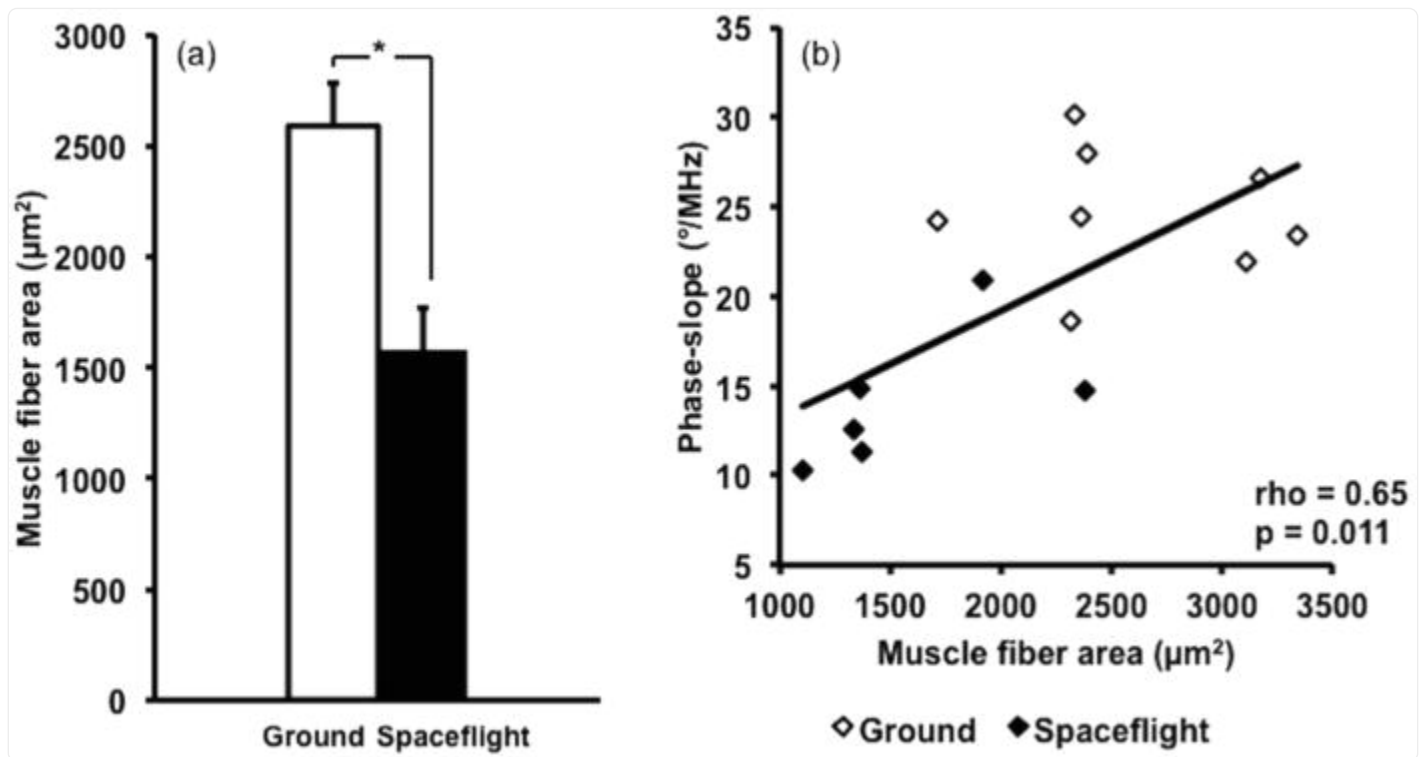 (a)
*
3000
2500
2000
1500
1000
500
0
Muscle fiber area (µm²)
Ground Spaceflight
(b)
35
30
25
20
15
10
5
Phase-slope (°/MHz)
rho = 0.65
p = 0.011
1000 1500 2000 2500 3000 3500
Muscle fiber area (µm²)
Ground Spaceflight